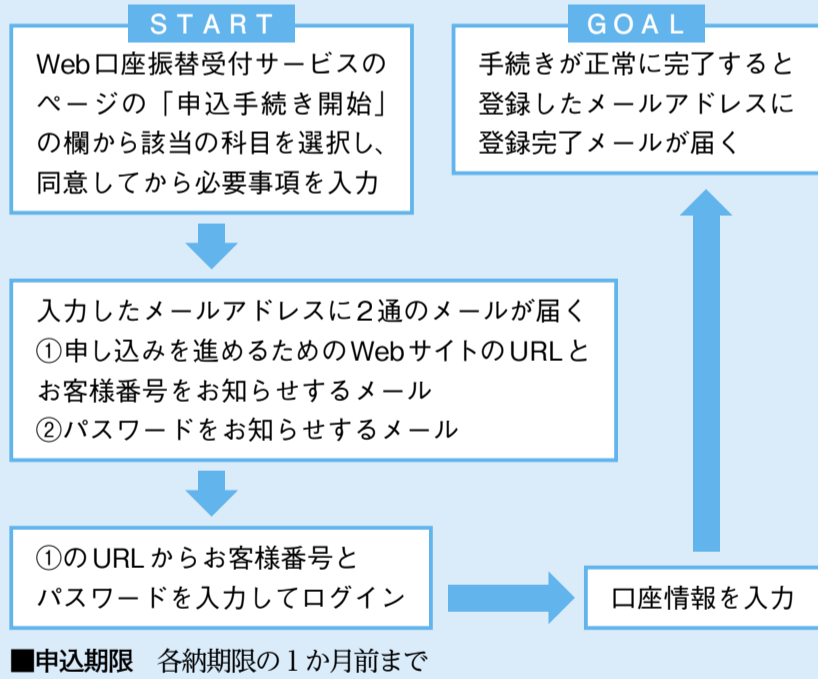 START
Web口座振替受付サービスの
ページの「申込手続き開始」
の欄から該当の科目を選択し、
同意してから必要事項を入力
入力したメールアドレスに2通のメールが届く
①申し込みを進めるためのWebサイトのURLと
お客様番号をお知らせするメール
②パスワードをお知らせするメール
①のURLからお客様番号と
パスワードを入力してログイン
口座情報を入力
GOAL
手続きが正常に完了すると
登録したメールアドレスに
登録完了メールが届く
■申込期限　各納期限の1か月前まで